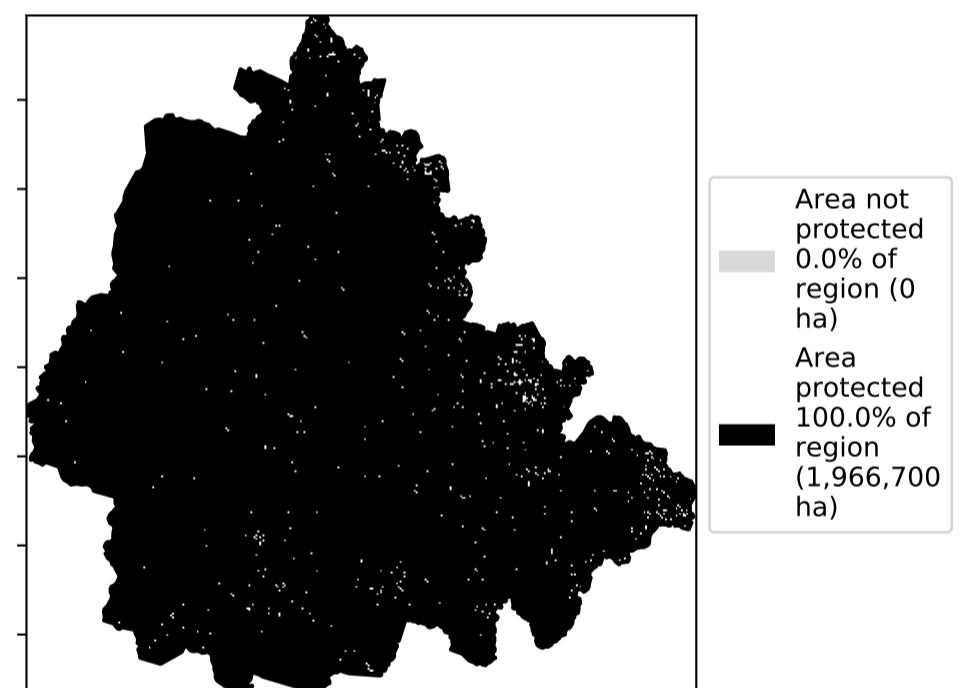 Area not
protected
0.0% of
region (0
ha)
Area
protected
100.0% of
region
(1,966,700
ha)